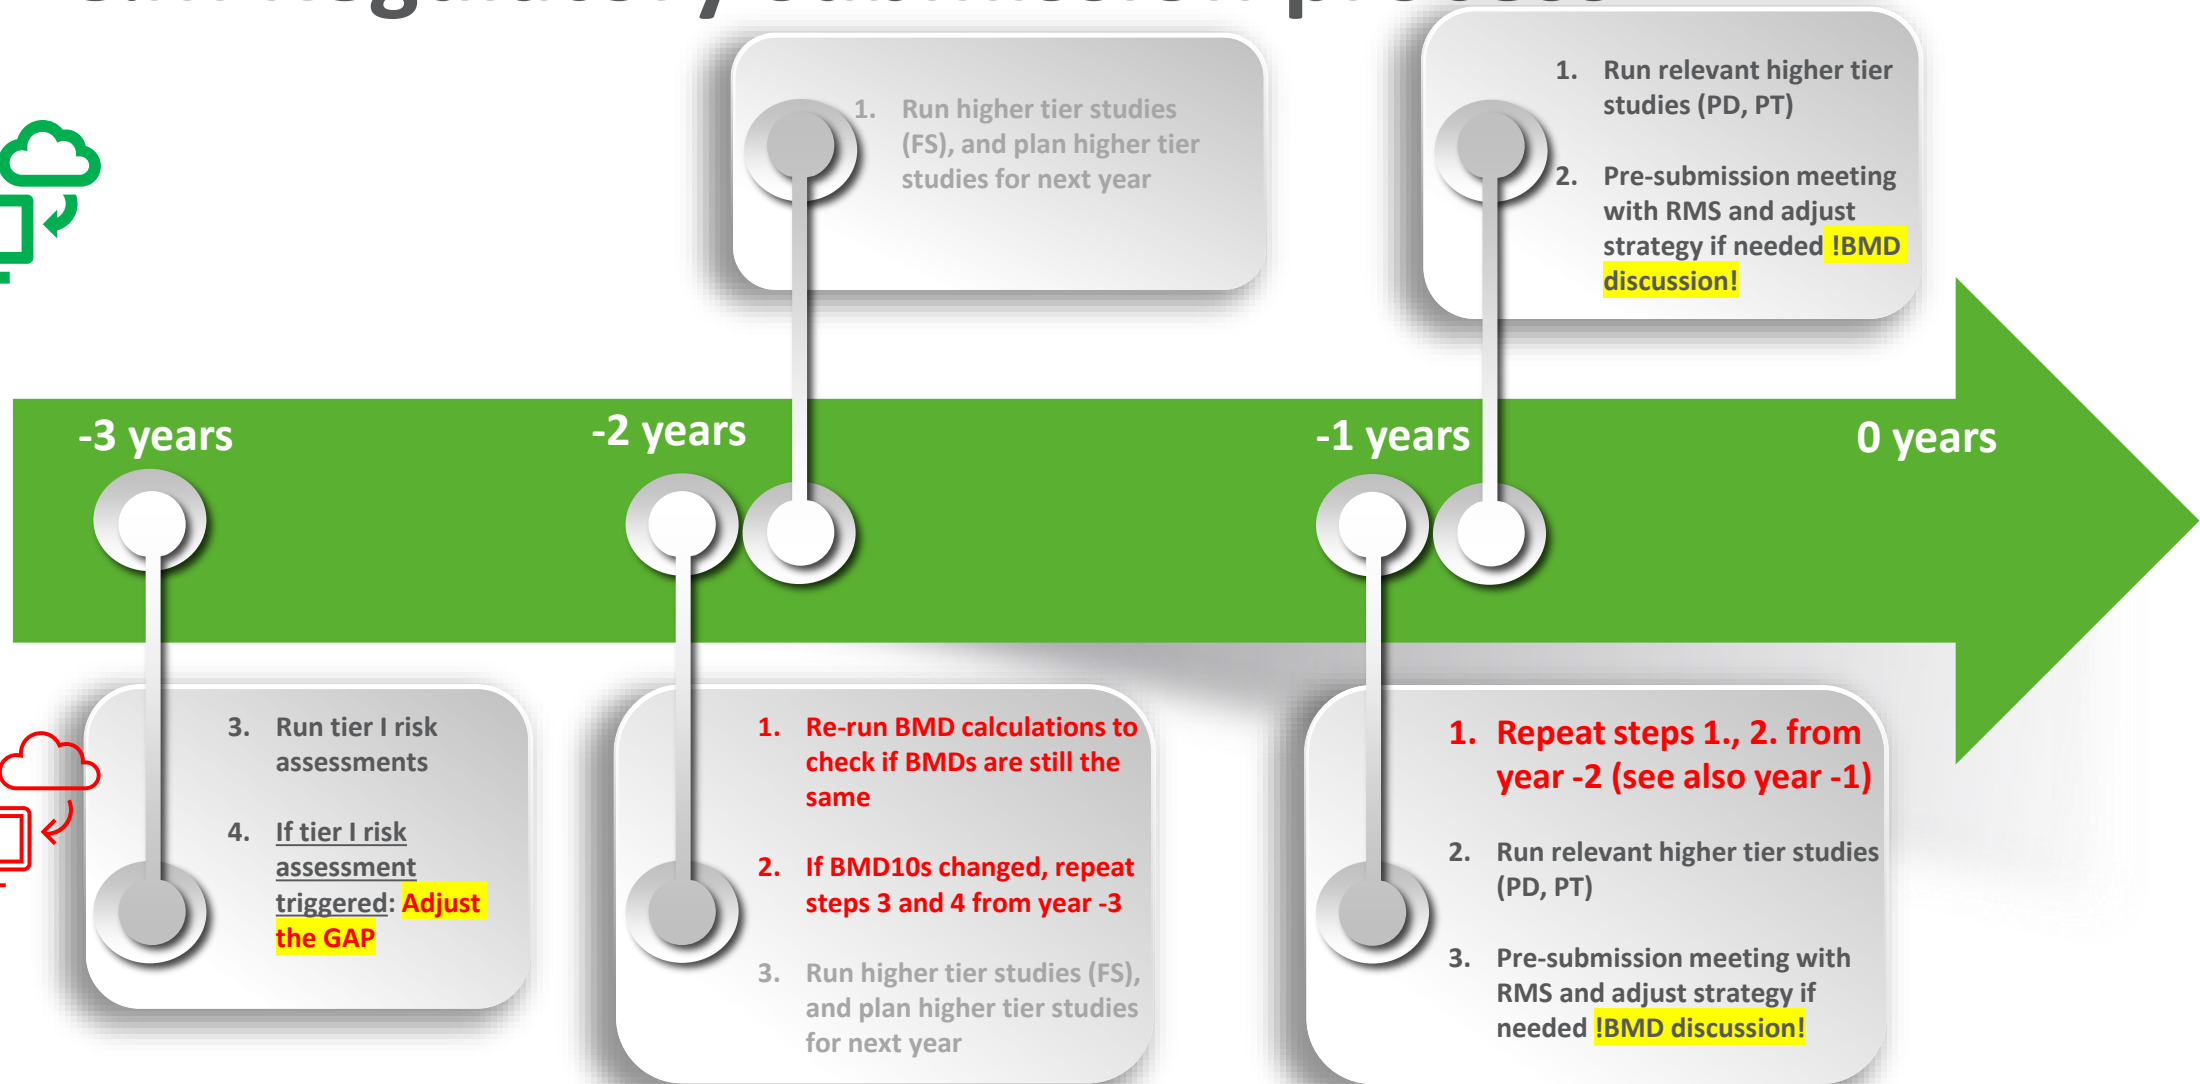 Regulatory submission process
1. Run higher tier studies
(FS), and plan higher tier
studies for next year
1. Run relevant higher tier
studies (PD, PT)
2. Pre-submission meeting
with RMS and adjust
strategy if needed !BMD
discussion!
-3 years
-2 years
-1 years
0 years
3. Run tier I risk
assessments
4. If tier I risk
assessment
triggered: Adjust
the GAP
1. Re-run BMD calculations to
check if BMDs are still the
same
2. If BMD10s changed, repeat
steps 3 and 4 from year -3
3. Run higher tier studies (FS),
and plan higher tier studies
for next year
1. Repeat steps 1., 2. from
year -2 (see also year -1)
2. Run relevant higher tier studies
(PD, PT)
3. Pre-submission meeting with
RMS and adjust strategy if
needed !BMD discussion!